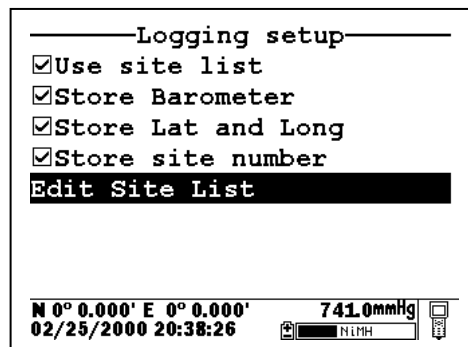 Logging setup
Use site list
Store Barometer
Store Lat and Long
Store site number
Edit Site List
N 0° 0.000' E 0° 0.000' 741.0mmHg
02/25/2000 20:38:26 NiMH